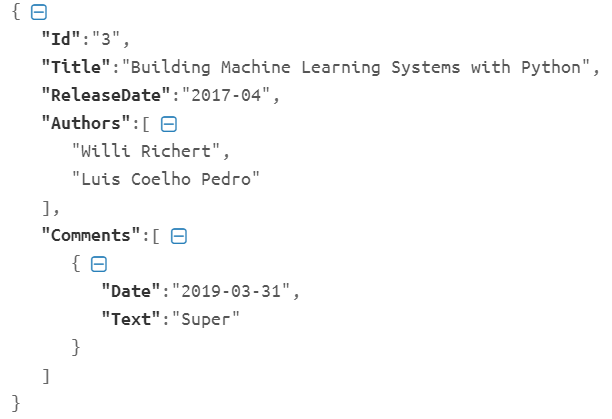 {
"Id":"3",
"Title":"Building Machine Learning Systems with Python",
"ReleaseDate":"2017-04",
"Authors":[
"Willi Richert",
"Luis Coelho Pedro"
],
"Comments":[
{
"Date":"2019-03-31",
"Text":"Super"
}
]
}